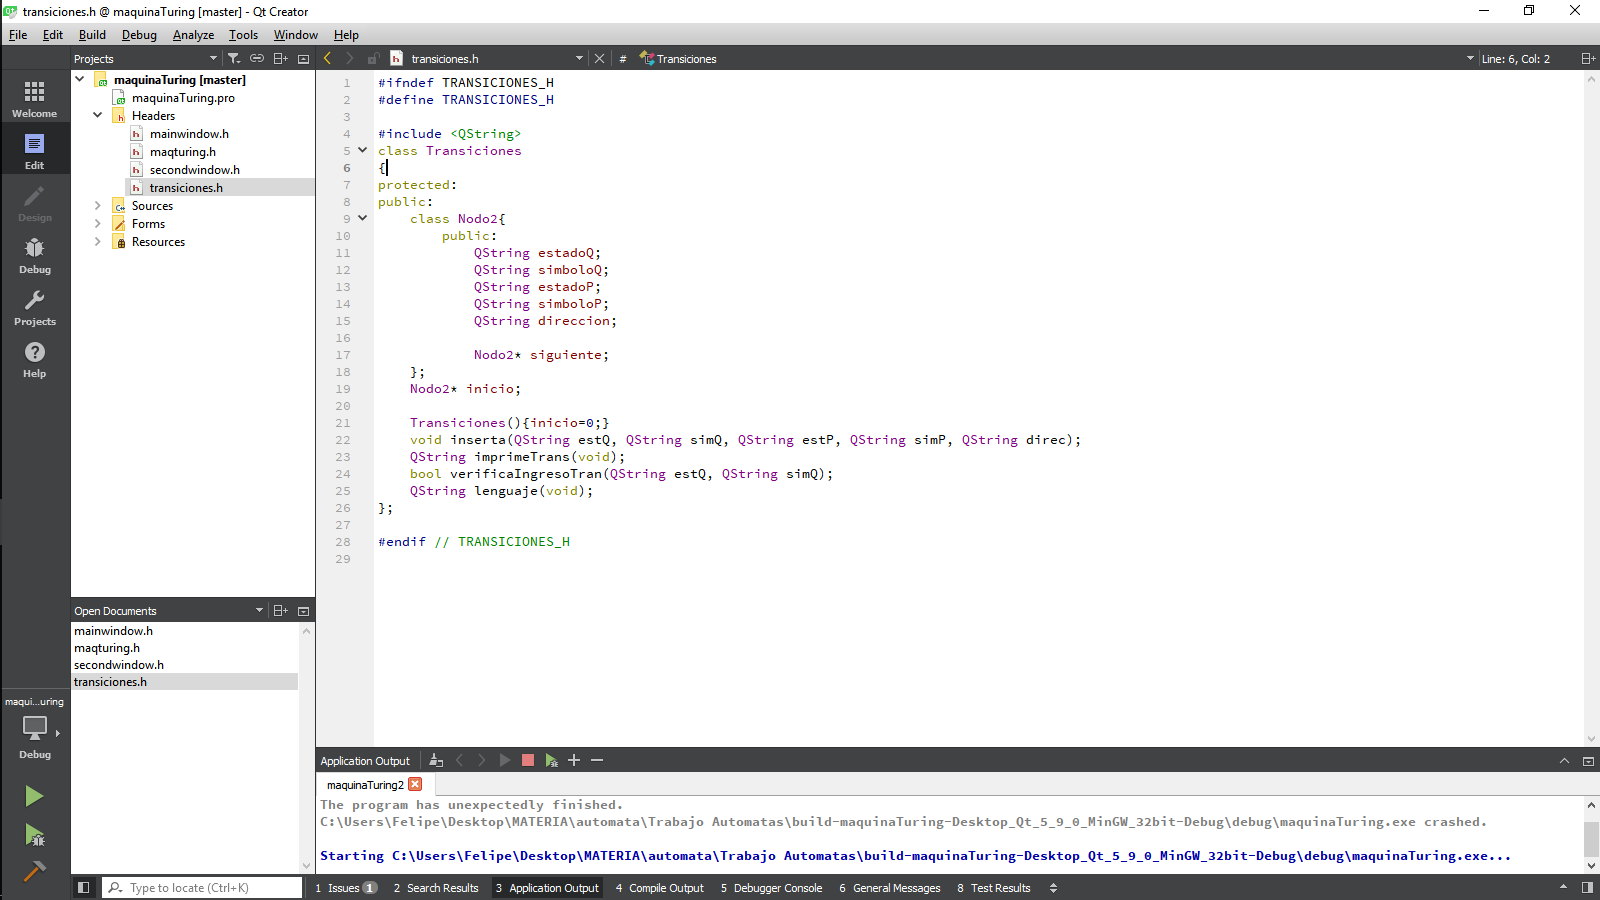 transiciones.h @ maquinaTuring [master] - Qt Creator
File Edit Build Debug Analyze Tools Window Help
Projects
transiciones.h
# Transiciones
Line: 6, Col: 2
Welcome
Edit
Design
Debug
Projects
Help
maquinaTuring [master]
maquinaTuring.pro
Headers
mainwindow.h
maqturing.h
secondwindow.h
transiciones.h
Sources
Forms
Resources
1 #ifndef TRANSICIONES_H
2 #define TRANSICIONES_H
3
4 #include <QString>
5 class Transiciones
6 {
7 protected:
8 public:
9 class Nodo2{
10 public:
11 QString estadoQ;
12 QString simboloQ;
13 QString estadoP;
14 QString simboloP;
15 QString direccion;
16
17 Nodo2* siguiente;
18 };
19 Nodo2* inicio;
20
21 Transiciones(){inicio=0;}
22 void inserta(QString estQ, QString simQ, QString estP, QString simP, QString direc);
23 QString imprimeTrans(void);
24 bool verificaIngresoTran(QString estQ, QString simQ);
25 QString lenguaje(void);
26 };
27
28 #endif // TRANSICIONES_H
29
Open Documents
mainwindow.h
maqturing.h
secondwindow.h
transiciones.h
maqui...uring
Debug
Application Output
maquinaTuring2
The program has unexpectedly finished.
C:\Users\Felipe\Desktop\MATERIA\automata\Trabajo Automatas\build-maquinaTuring-Desktop_Qt_5_9_0_MinGW_32bit-Debug\debug\maquinaTuring.exe crashed.
Starting C:\Users\Felipe\Desktop\MATERIA\automata\Trabajo Automatas\build-maquinaTuring-Desktop_Qt_5_9_0_MinGW_32bit-Debug\debug\maquinaTuring.exe...
Type to locate (Ctrl+K)
1 Issues 1 2 Search Results 3 Application Output 4 Compile Output 5 Debugger Console 6 General Messages 8 Test Results